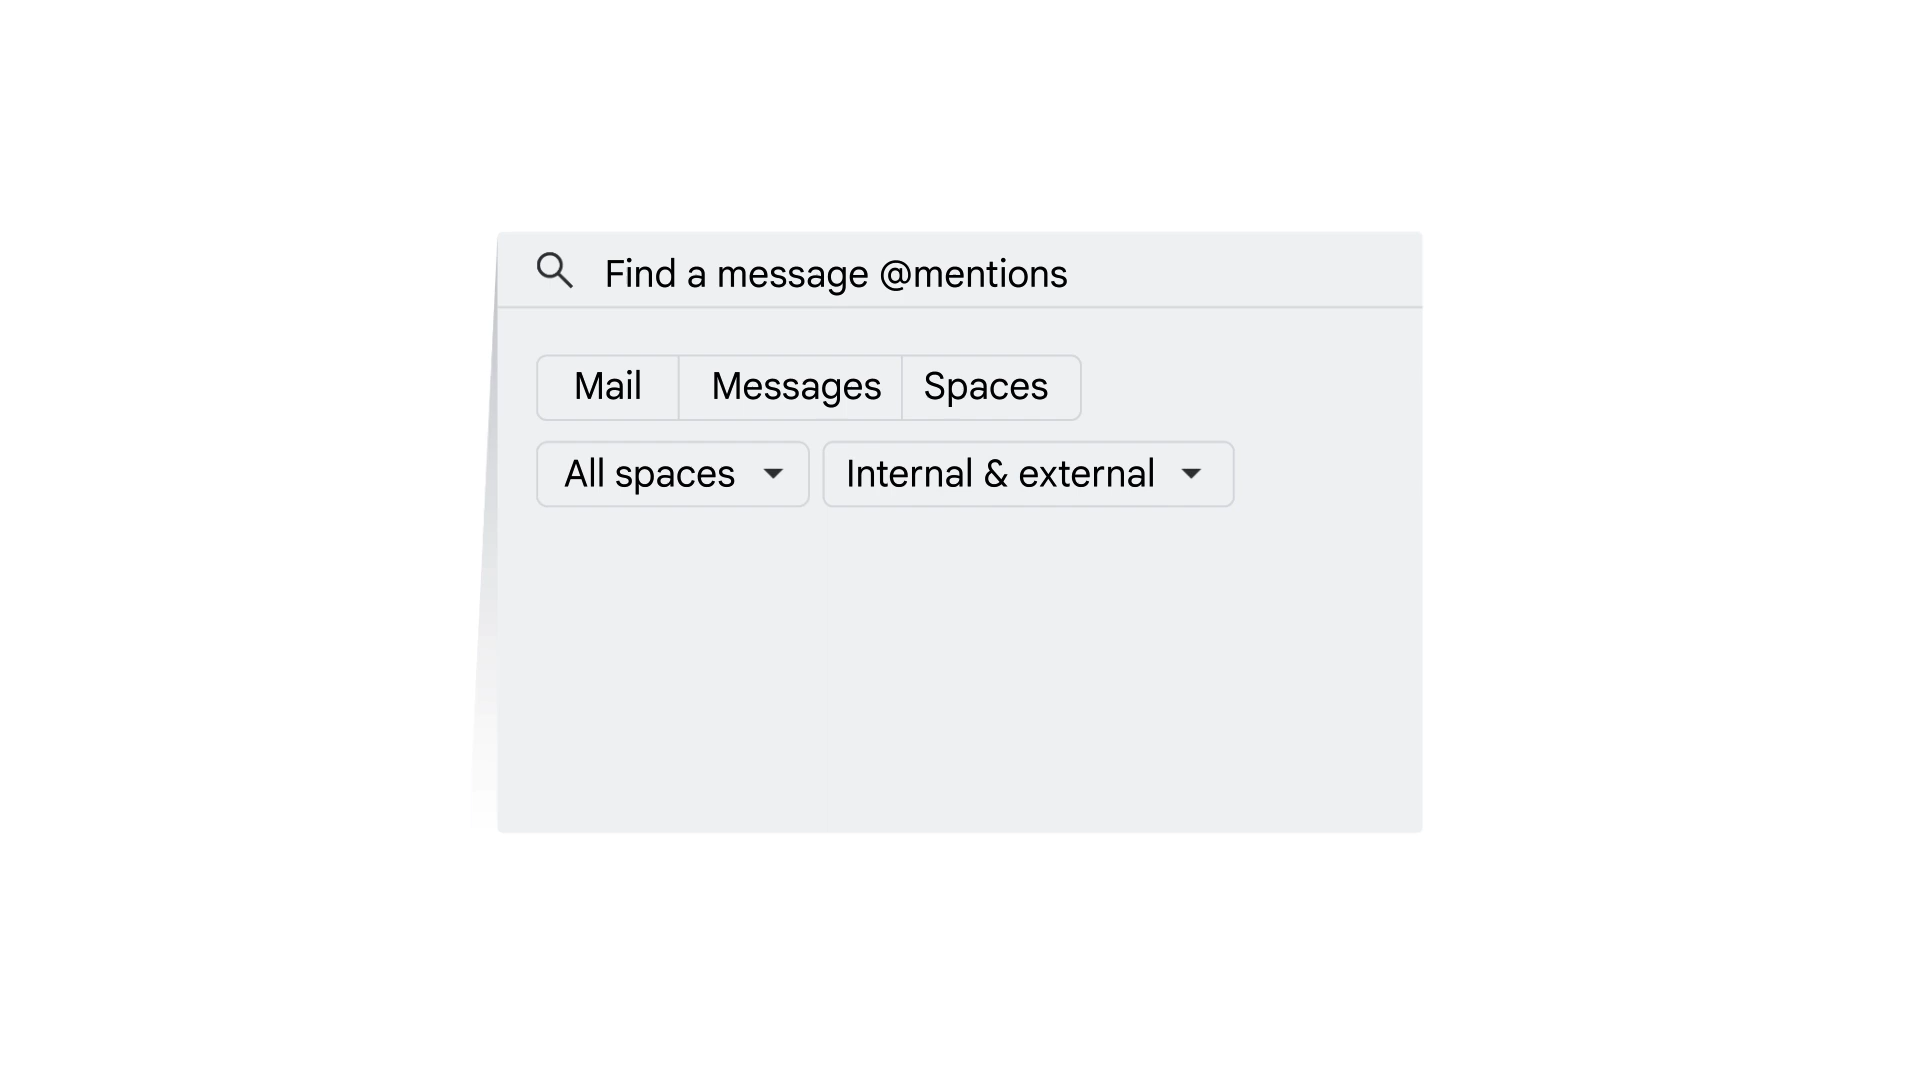 Find a message @mentions
Mail Messages Spaces
All spaces Internal & external